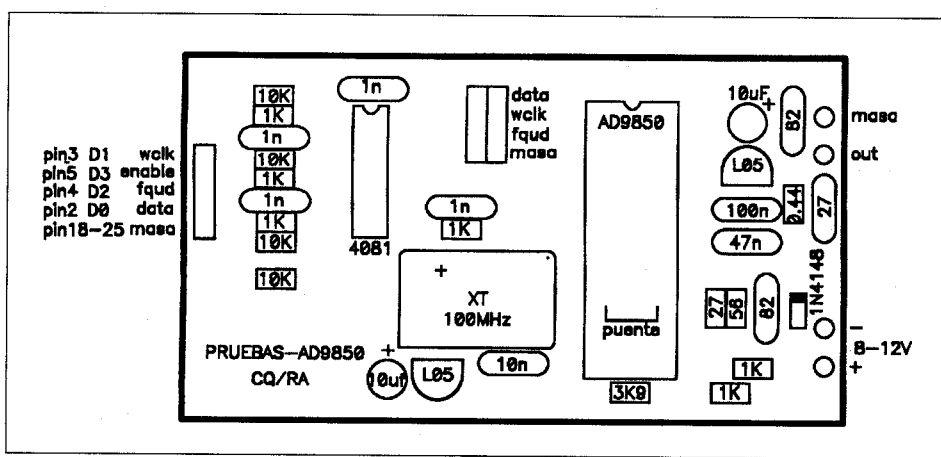 pin3 D1 wclk
pin5 D3 enable
pin4 D2 fqud
pin2 D0 data
pin18-25 masa
10K
1K
1n
10K
1K
1n
1K
10K
10K
1n
4081
data
wclk
fqud
masa
1n
1K
+
XT
100MHz
PRUEBAS-AD9850
CQ/RA
+
10uf
L05
10n
AD9850
puente
3K9
10uF
+
82
L05
100n
0.44
27
47n
27
56
82
1N4148
1K
1K
masa
out
-
8-12V
+